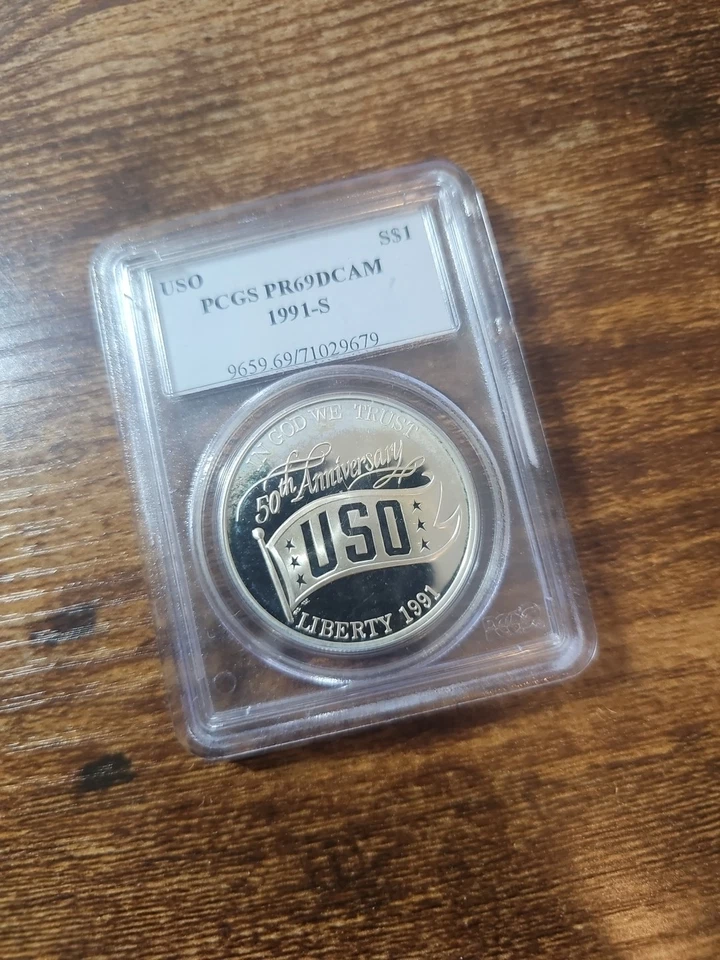 USO S$1
PCGS PR69DCAM
1991-S
9659.69/71029679
IN GOD WE TRUST
50th Anniversary
USO
LIBERTY 1991